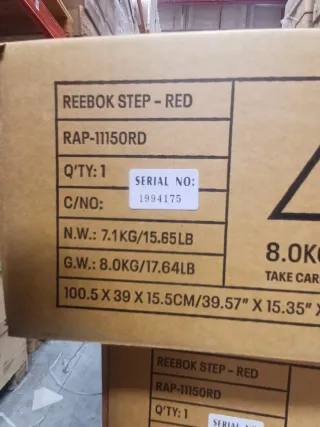 REEBOK STEP - RED
RAP-11150RD
Q'TY: 1
SERIAL NO:
1994175
C/NO:
N.W.: 7.1KG/15.65LB
G.W.: 8.0KG/17.64LB
100.5 X 39 X 15.5CM/39.57" X 15.35" X
8.0K
TAKE CAR
REEBOK STEP - RED
RAP-11150RD
Q'TY: 1
SERIAL N